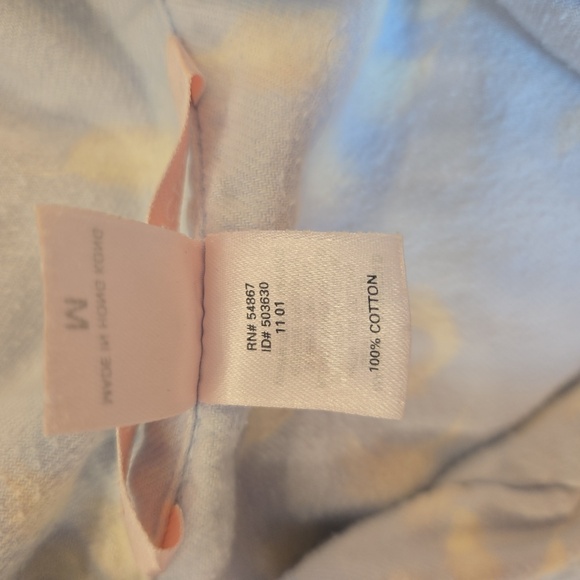 M
MADE IN HONG KONG
RN# 54867
ID# 503630
11 01
100% COTTON